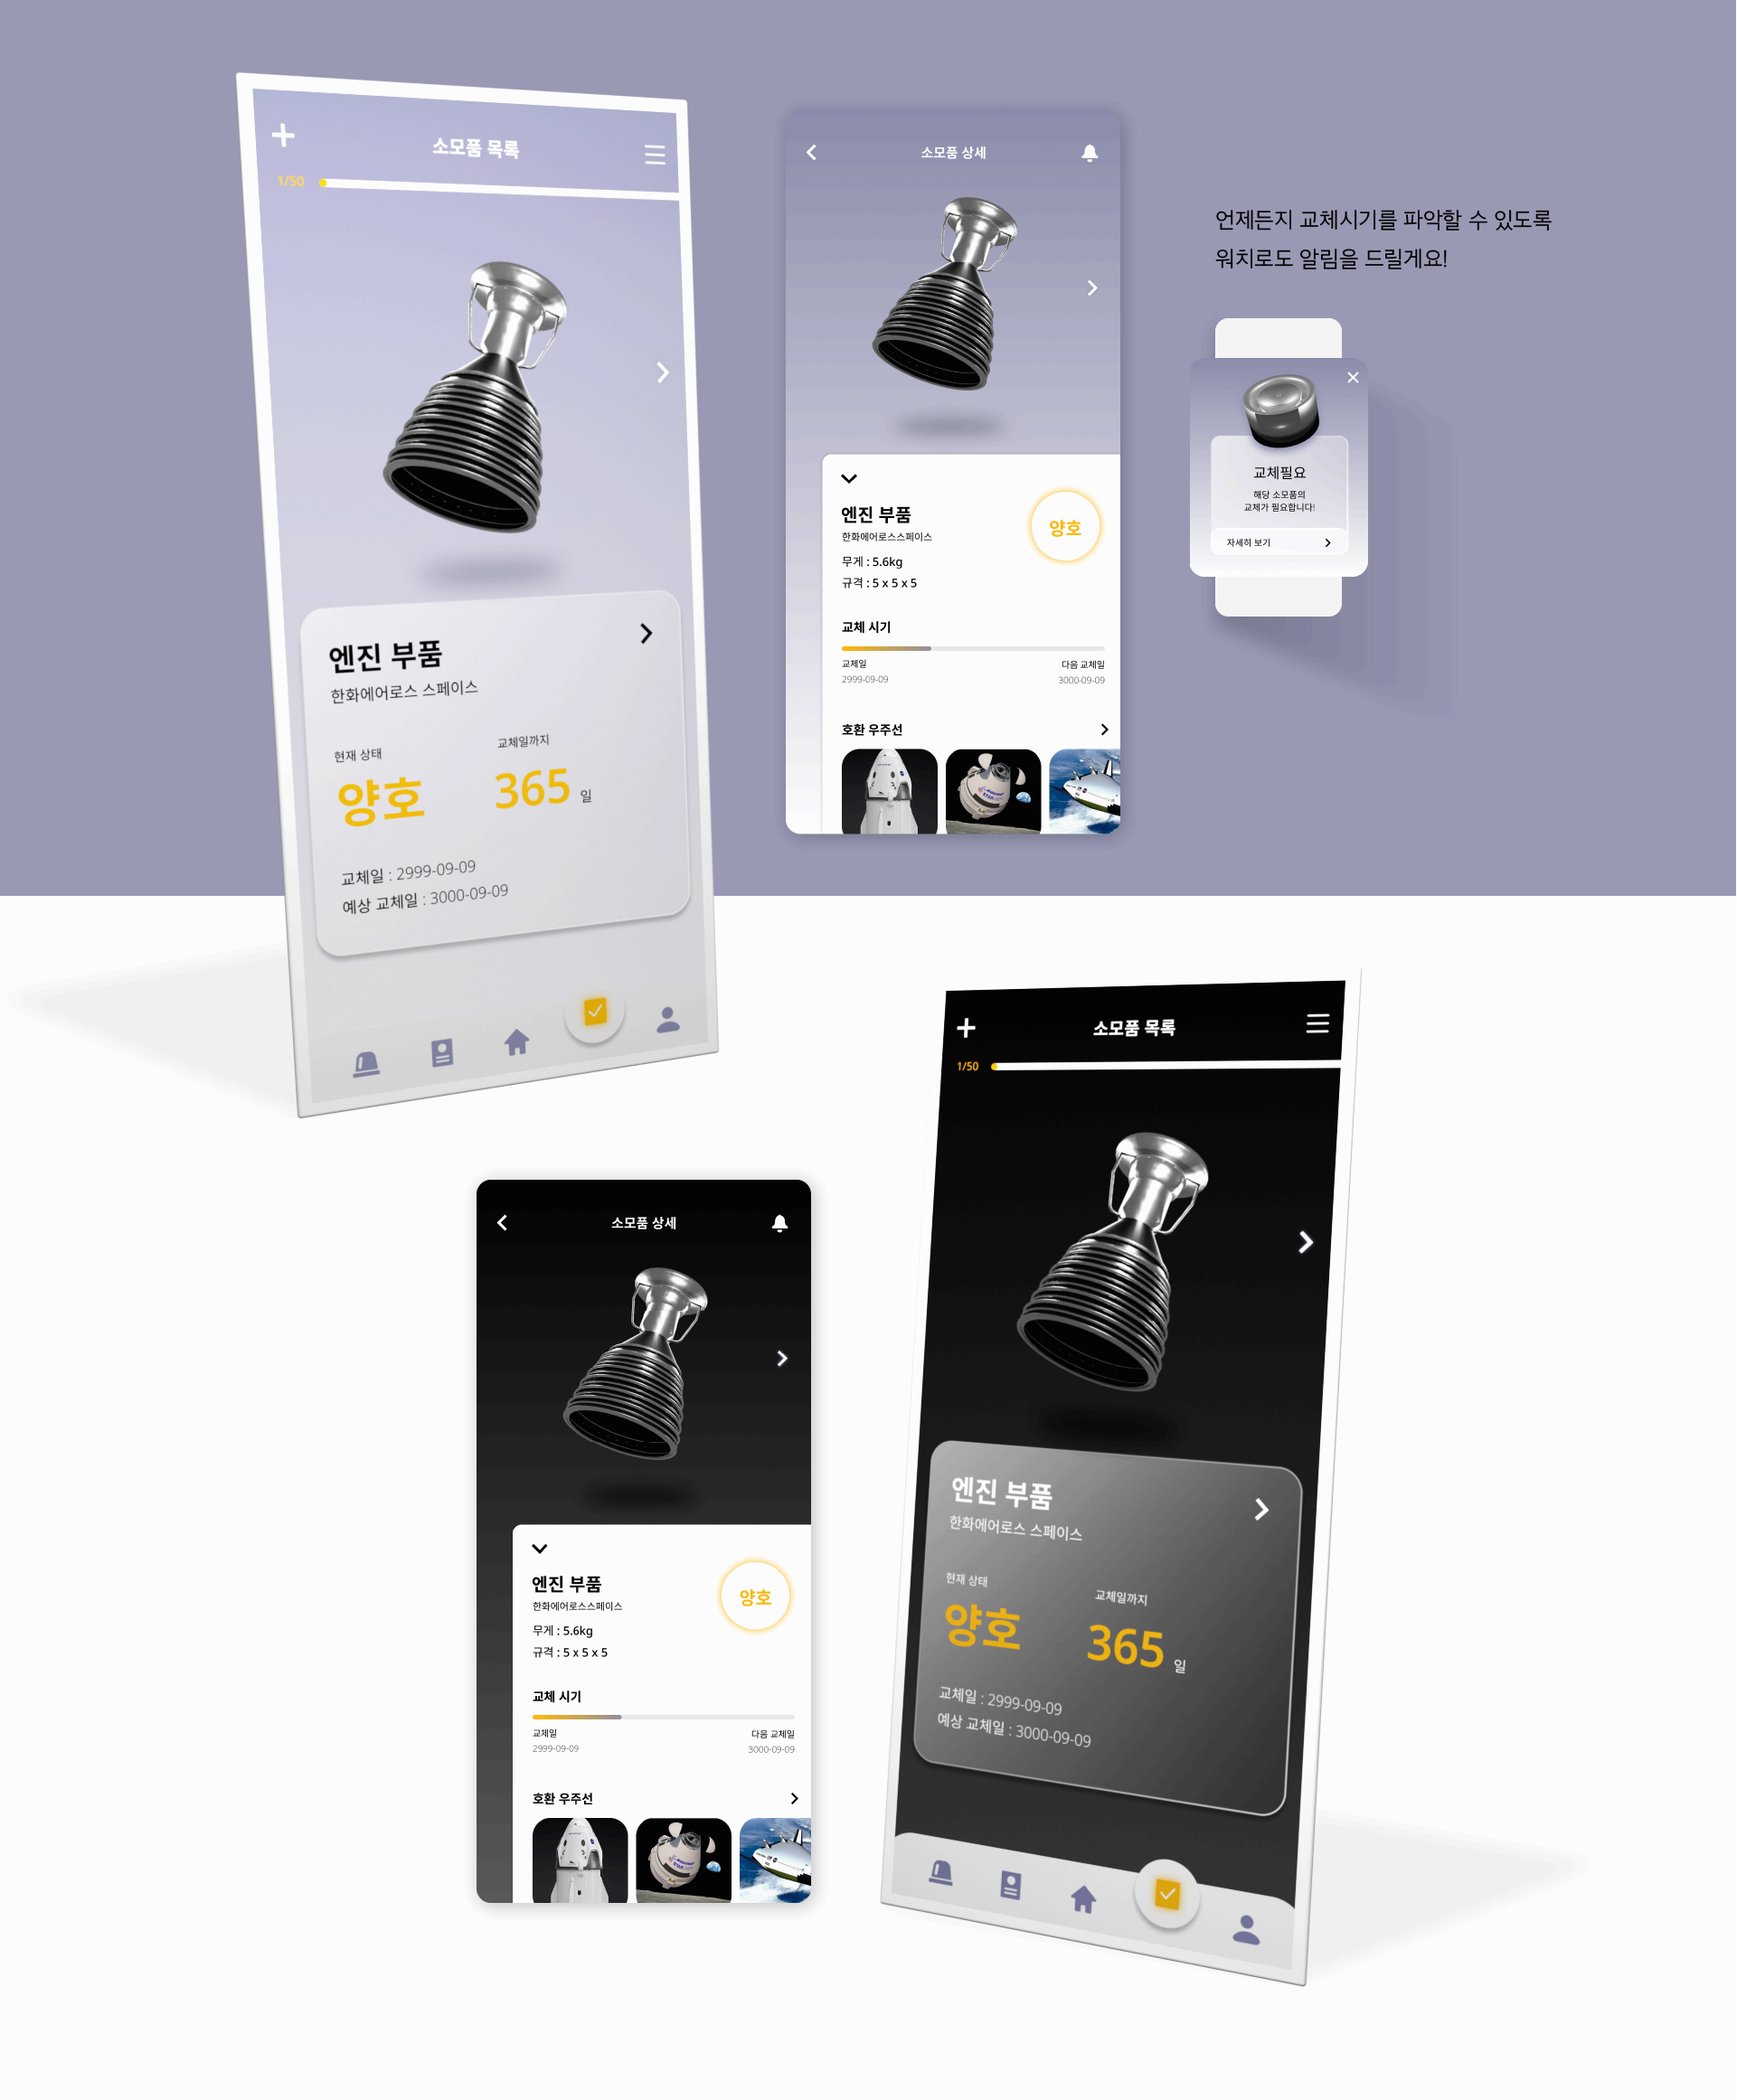 소모품 목록
1/50
엔진 부품
한화에어로스 스페이스
현재 상태
교체일까지
양호
365 일
교체일 : 2999-09-09
예상 교체일 : 3000-09-09
소모품 상세
엔진 부품
양호
한화에어로스스페이스
무게 : 5.6kg
규격 : 5 x 5 x 5
교체 시기
교체일
다음 교체일
2999-09-09
3000-09-09
호환 우주선
언제든지 교체시기를 파악할 수 있도록
워치로도 알림을 드릴게요!
교체필요
해당 소모품의
교체가 필요합니다!
자세히 보기
소모품 상세
엔진 부품
양호
한화에어로스스페이스
무게 : 5.6kg
규격 : 5 x 5 x 5
교체 시기
교체일
다음 교체일
2999-09-09
3000-09-09
호환 우주선
소모품 목록
1/50
엔진 부품
한화에어로스 스페이스
현재 상태
교체일까지
양호
365 일
교체일 : 2999-09-09
예상 교체일 : 3000-09-09